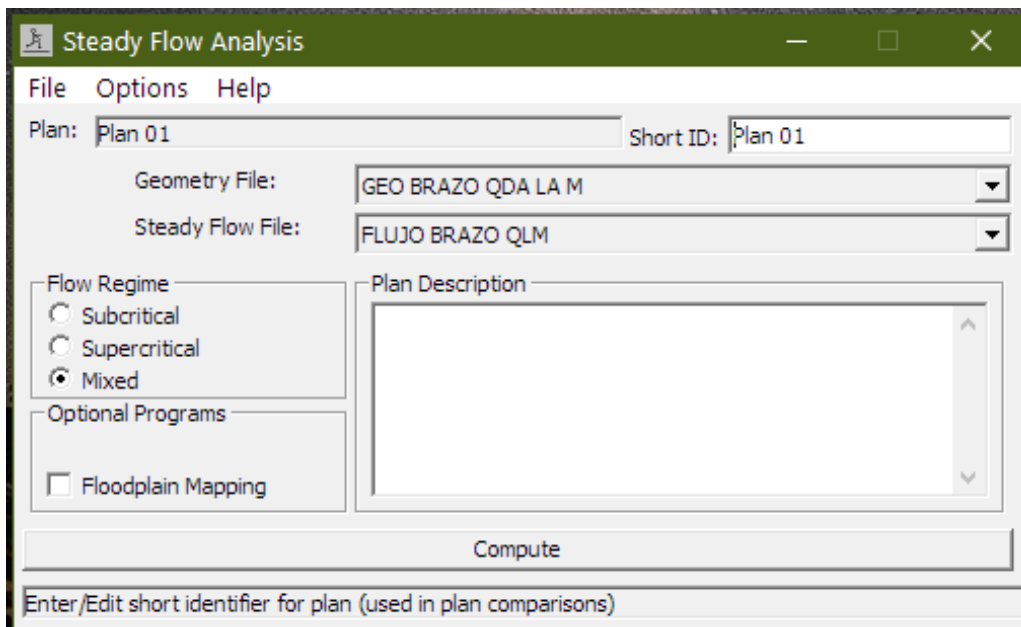 Steady Flow Analysis
File Options Help
Plan: Plan 01 Short ID: Plan 01
Geometry File: GEO BRAZO QDA LA M
Steady Flow File: FLUJO BRAZO QLM
Flow Regime
Subcritical
Supercritical
Mixed
Plan Description
Optional Programs
Floodplain Mapping
Compute
Enter/Edit short identifier for plan (used in plan comparisons)